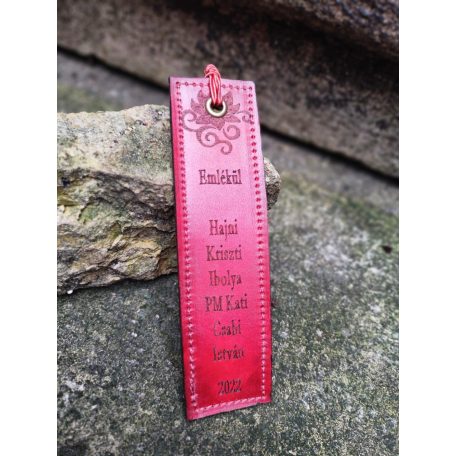 Emlékül
Hajni
Kriszti
Ibolya
PM Kati
Csabi
István
2022